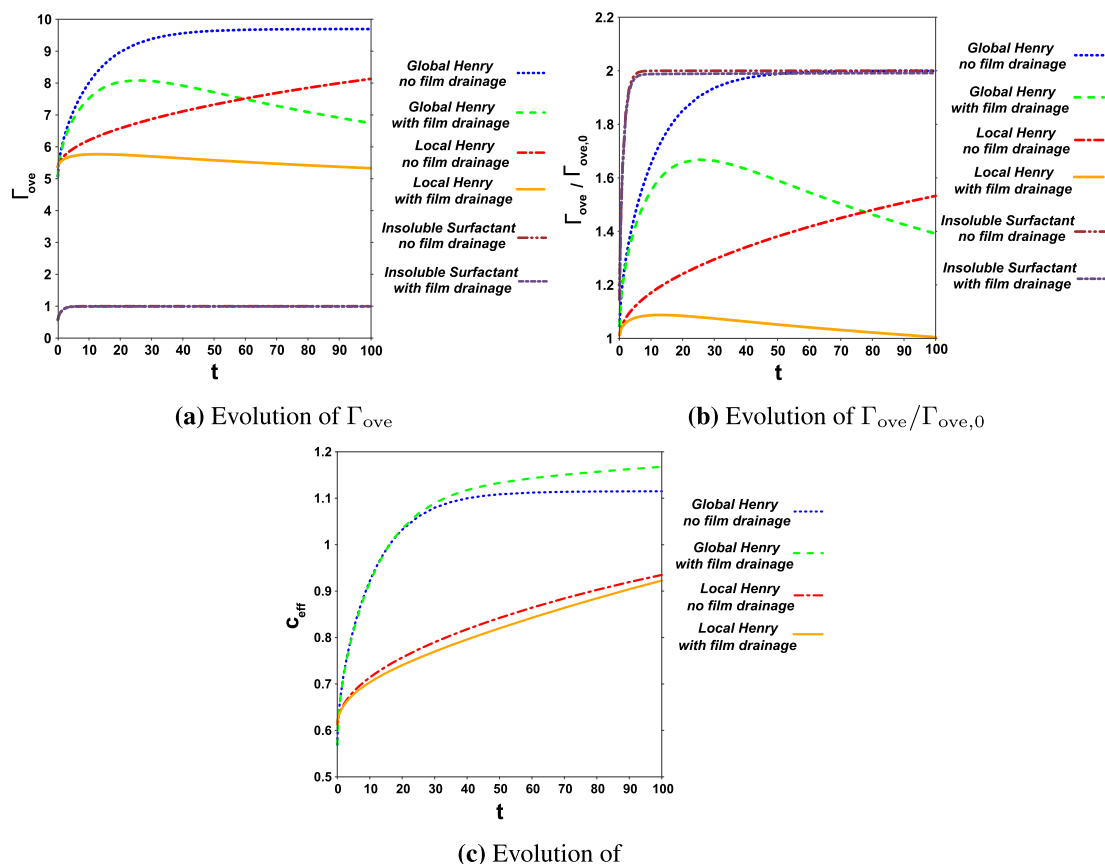 10
9
8
7
6
5
4
3
2
1
0
Γove
0 10 20 30 40 50 60 70 80 90 100
t
Global Henry
no film drainage
Global Henry
with film drainage
Local Henry
no film drainage
Local Henry
with film drainage
Insoluble Surfactant
no film drainage
Insoluble Surfactant
with film drainage
(a) Evolution of Γove
2.2
2
1.8
1.6
1.4
1.2
1
Γove / Γove,0
0 10 20 30 40 50 60 70 80 90 100
t
Global Henry
no film drainage
Global Henry
with film drainage
Local Henry
no film drainage
Local Henry
with film drainage
Insoluble Surfactant
no film drainage
Insoluble Surfactant
with film drainage
(b) Evolution of Γove/Γove,0
1.2
1.1
1
0.9
0.8
0.7
0.6
0.5
ceff
0 10 20 30 40 50 60 70 80 90 100
t
Global Henry
no film drainage
Global Henry
with film drainage
Local Henry
no film drainage
Local Henry
with film drainage
(c) Evolution of